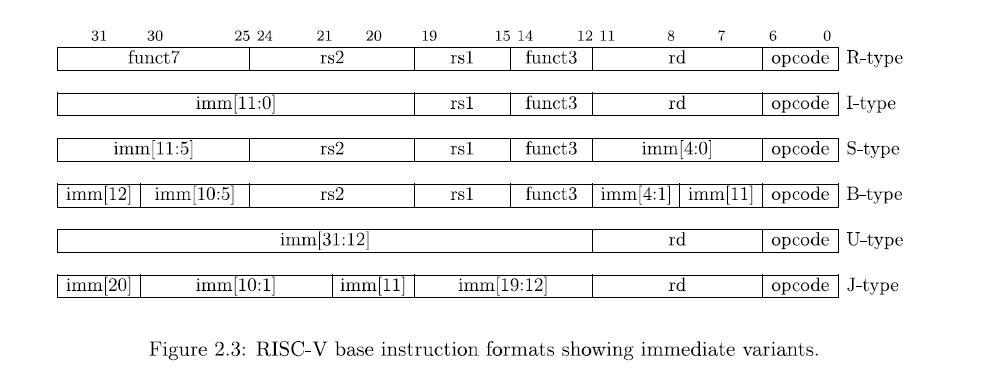 31 30 25 24 21 20 19 15 14 12 11 8 7 6 0
funct7 rs2 rs1 funct3 rd opcode R-type
imm[11:0] rs1 funct3 rd opcode I-type
imm[11:5] rs2 rs1 funct3 imm[4:0] opcode S-type
imm[12] imm[10:5] rs2 rs1 funct3 imm[4:1] imm[11] opcode B-type
imm[31:12] rd opcode U-type
imm[20] imm[10:1] imm[11] imm[19:12] rd opcode J-type
Figure 2.3: RISC-V base instruction formats showing immediate variants.